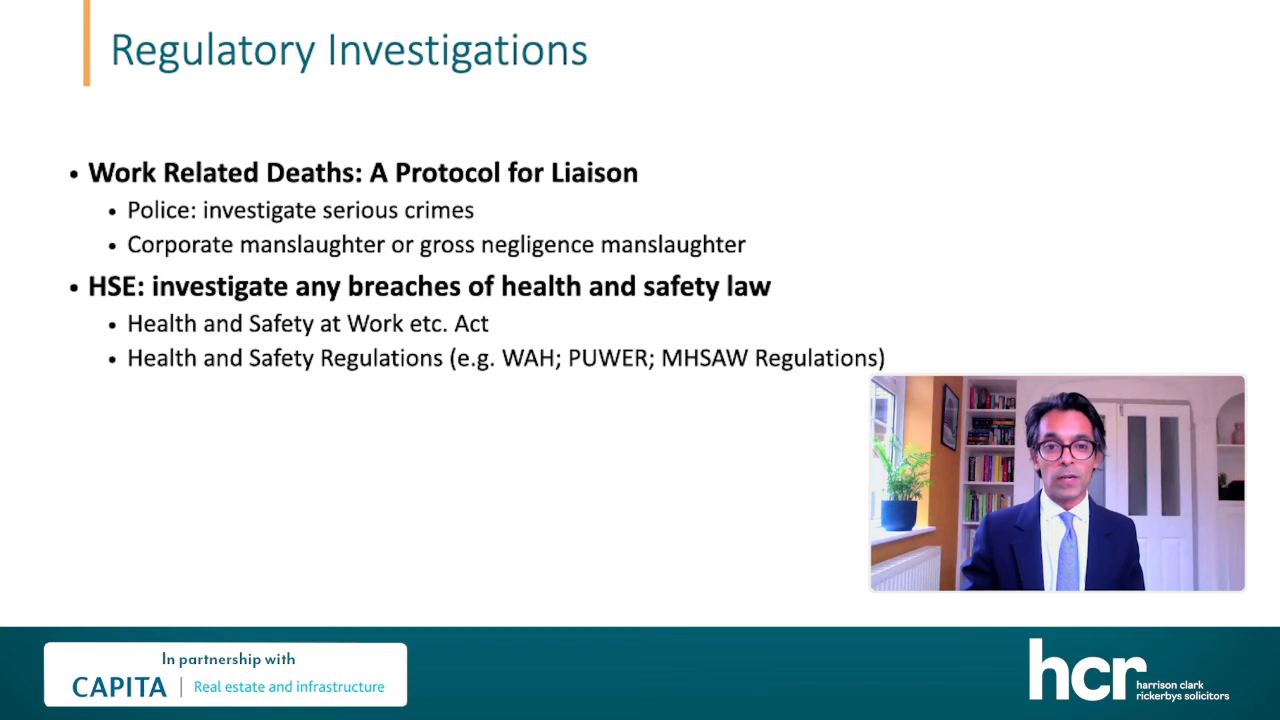 Regulatory Investigations
• Work Related Deaths: A Protocol for Liaison
• Police: investigate serious crimes
• Corporate manslaughter or gross negligence manslaughter
• HSE: investigate any breaches of health and safety law
• Health and Safety at Work etc. Act
• Health and Safety Regulations (e.g. WAH; PUWER; MHSAW Regulations)
In partnership with
CAPITA | Real estate and infrastructure
hcr harrison clark
rickerbys solicitors